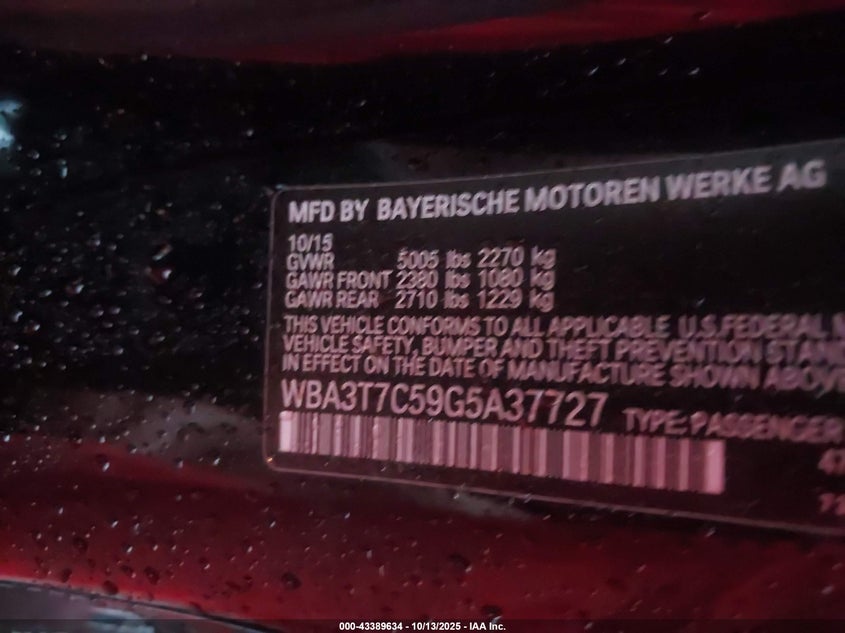 MFD BY BAYERISCHE MOTOREN WERKE AG
10/15
GVWR 5005 lbs 2270 kg
GAWR FRONT 2380 lbs 1080 kg
GAWR REAR 2710 lbs 1229 kg
THIS VEHICLE CONFORMS TO ALL APPLICABLE U.S. FEDERAL
VEHICLE SAFETY, BUMPER AND THEFT PREVENTION
IN EFFECT ON THE DATE OF MANUFACTURE SHOWN
WBA3T7C59G5A37727 TYPE: PASSENGER
000-43389634 - 10/13/2025 - IAA Inc.